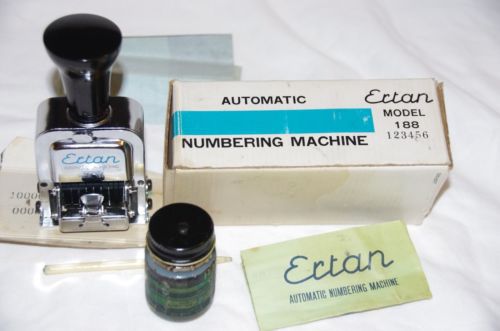 AUTOMATIC
NUMBERING MACHINE
Ertan
MODEL
188
123456
Ertan
Ertan
AUTOMATIC NUMBERING MACHINE